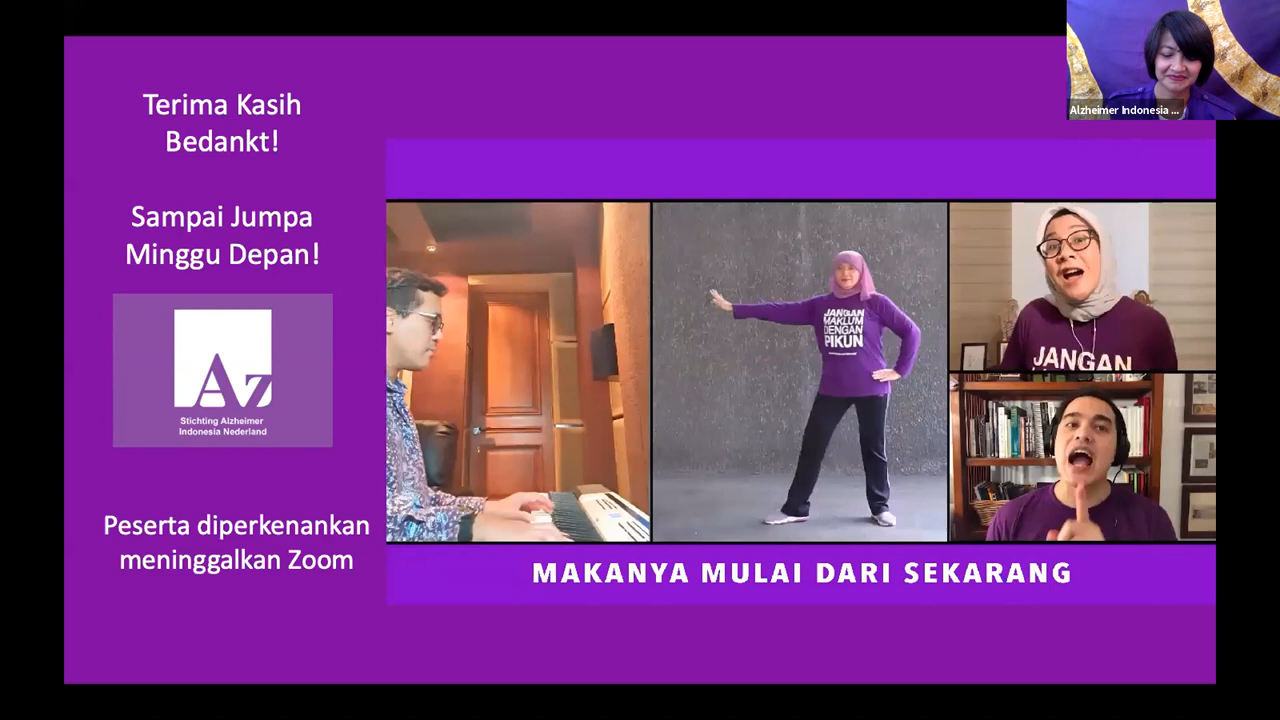 Terima Kasih
Bedankt!
Sampai Jumpa
Minggu Depan!
Az
Stichting Alzheimer
Indonesia Nederland
Peserta diperkenankan
meninggalkan Zoom
Alzheimer Indonesia ...
JANGAN
MAKLUM
DENGAN
PIKUN
JANGAN
MAKANYA MULAI DARI SEKARANG